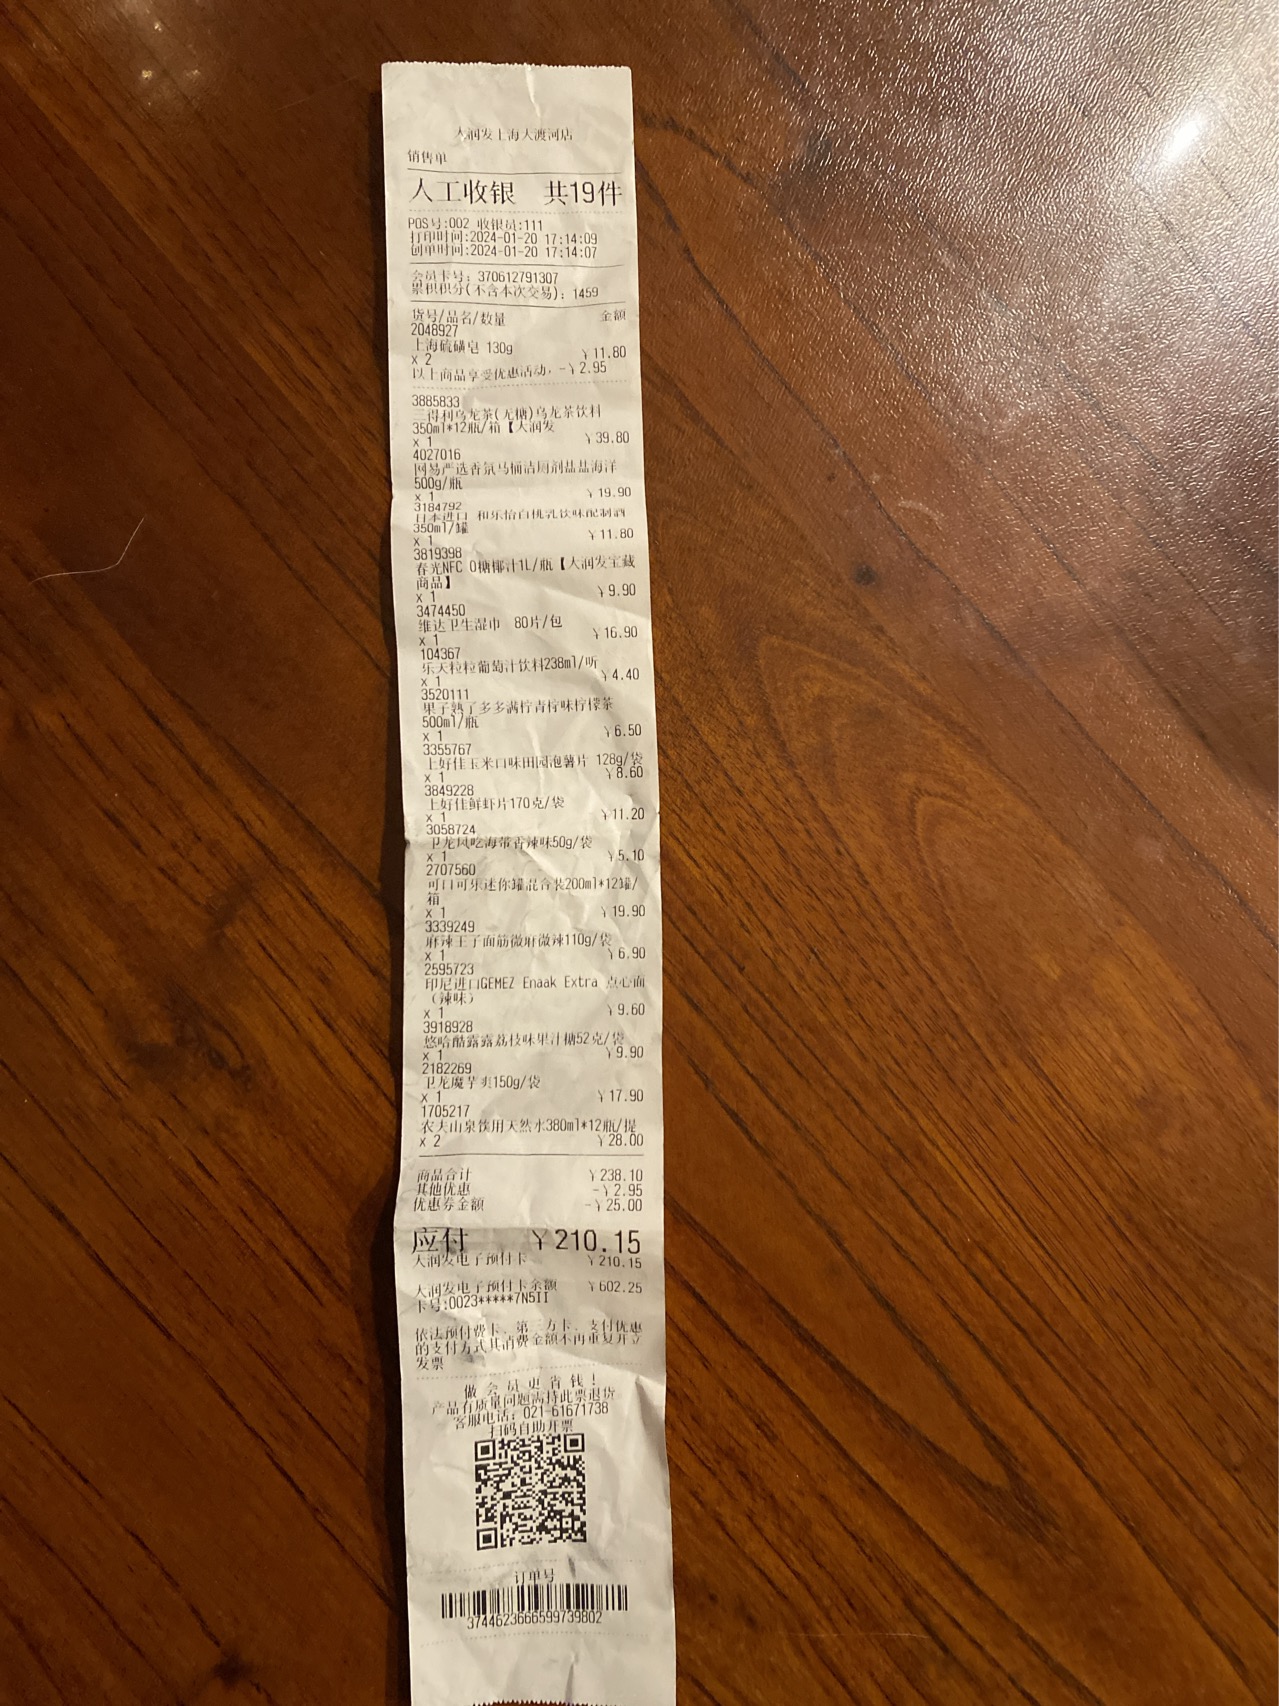 大润发上海大渡河店
销售单
人工收银 共19件
POS号:002 收银员:111
打印时间:2024-01-20 17:14:09
创单时间:2024-01-20 17:14:07
会员卡号: 370612791307
累积积分(不含本次交易): 1459
货号/品名/数量 金额
2048927
上海硫磺皂 130g
x 2 ￥11.80
以上商品享受优惠活动, -￥2.95
3885833
三得利乌龙茶(无糖)乌龙茶饮料
350ml*12瓶/箱【大润发
x 1 ￥39.80
4027016
网易严选香氛马桶洁厕剂盐盐海洋
500g/瓶
x 1 ￥19.90
3184792
日本进口 和乐怡白桃乳饮味配制酒
350ml/罐
x 1 ￥11.80
3819398
春光NFC 0糖椰汁1L/瓶【大润发宝藏
商品】
x 1 ￥9.90
3474450
维达卫生湿巾 80片/包
x 1 ￥16.90
104367
乐天粒粒葡萄汁饮料238ml/听
x 1 ￥4.40
3520111
果子熟了多多满柠青柠味柠檬茶
500ml/瓶
x 1 ￥6.50
3355767
上好佳玉米口味田园泡薯片 128g/袋
x 1 ￥8.60
3849228
上好佳鲜虾片170克/袋
x 1 ￥11.20
3058724
卫龙风吃海带香辣味50g/袋
x 1 ￥5.10
2707560
可口可乐迷你罐混合装200ml*12罐/
箱
x 1 ￥19.90
3339249
麻辣王子面筋微麻微辣110g/袋
x 1 ￥6.90
2595723
印尼进口GEMEZ Enaak Extra 点心面
（辣味）
x 1 ￥9.60
3918928
悠哈酷露露荔枝味果汁糖52克/袋
x 1 ￥9.90
2182269
卫龙魔芋爽150g/袋
x 1 ￥17.90
1705217
农夫山泉饮用天然水380ml*12瓶/提
x 2 ￥28.00
商品合计 ￥238.10
其他优惠 -￥2.95
优惠券金额 -￥25.00
应付 ￥210.15
大润发电子预付卡 ￥210.15
大润发电子预付卡余额 ￥602.25
卡号:0023*****7N5II
依法预付费卡、第三方卡、支付优惠
的支付方式其消费金额不再重复开立
发票
做 会 员 更 省 钱 !
产品有质量问题需持此票退货
客服电话: 021-61671738
扫码自助开票
订单号
3744623666599739802